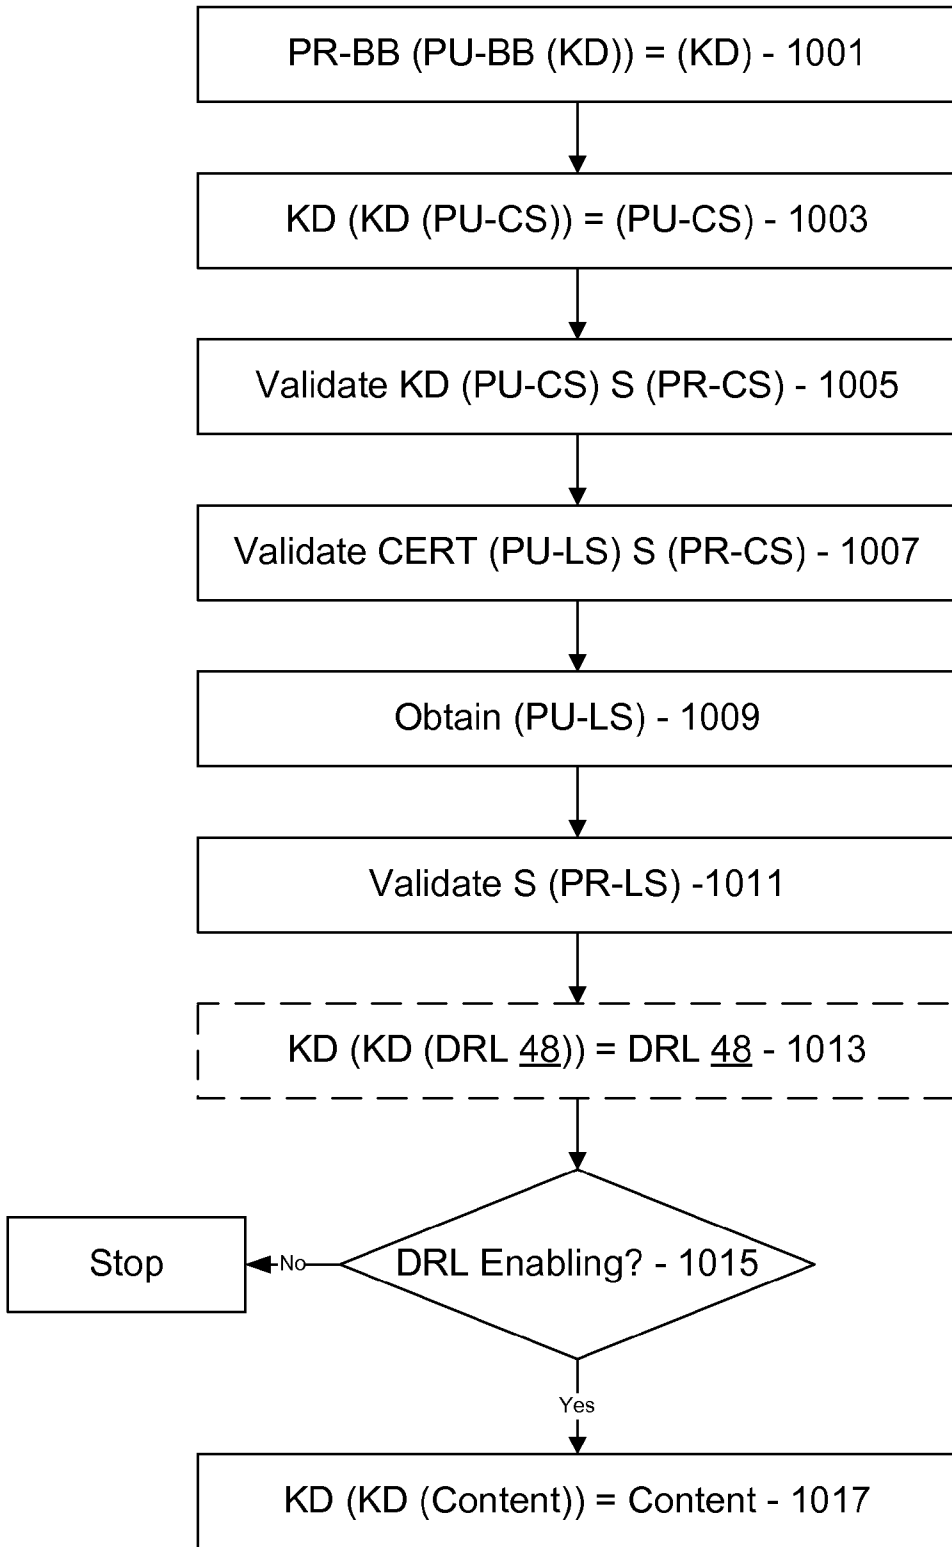 PR-BB (PU-BB (KD)) = (KD) - 1001
KD (KD (PU-CS)) = (PU-CS) - 1003
Validate KD (PU-CS) S (PR-CS) - 1005
Validate CERT (PU-LS) S (PR-CS) - 1007
Obtain (PU-LS) - 1009
Validate S (PR-LS) -1011
KD (KD (DRL 48)) = DRL 48 - 1013
Stop
No
DRL Enabling? - 1015
Yes
KD (KD (Content)) = Content - 1017